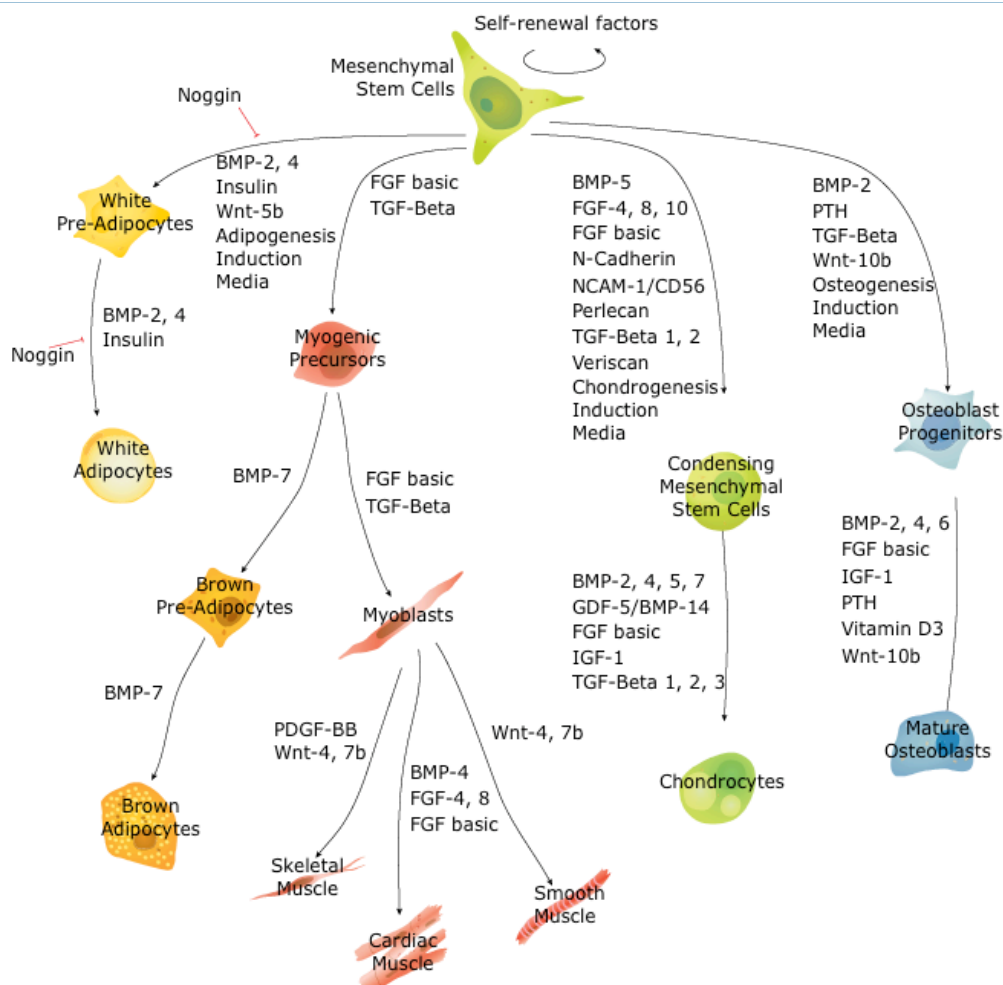 Self-renewal factors
Mesenchymal
Stem Cells
Noggin
BMP-2, 4
Insulin
Wnt-5b
Adipogenesis
Induction
Media
FGF basic
TGF-Beta
BMP-5
FGF-4, 8, 10
FGF basic
N-Cadherin
NCAM-1/CD56
Perlecan
TGF-Beta 1, 2
Veriscan
Chondrogenesis
Induction
Media
BMP-2
PTH
TGF-Beta
Wnt-10b
Osteogenesis
Induction
Media
White
Pre-Adipocytes
BMP-2, 4
Insulin
Noggin
Myogenic
Precursors
White
Adipocytes
Osteoblast
Progenitors
Condensing
Mesenchymal
Stem Cells
BMP-7
FGF basic
TGF-Beta
BMP-2, 4, 6
FGF basic
IGF-1
PTH
Vitamin D3
Wnt-10b
Brown
Pre-Adipocytes
Myoblasts
BMP-2, 4, 5, 7
GDF-5/BMP-14
FGF basic
IGF-1
TGF-Beta 1, 2, 3
BMP-7
PDGF-BB
Wnt-4, 7b
BMP-4
FGF-4, 8
FGF basic
Wnt-4, 7b
Mature
Osteoblasts
Chondrocytes
Brown
Adipocytes
Skeletal
Muscle
Cardiac
Muscle
Smooth
Muscle